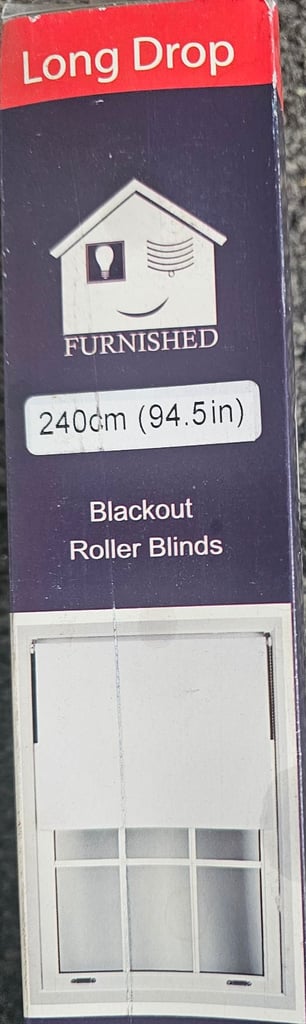 Long Drop
FURNISHED
240cm (94.5in)
Blackout
Roller Blinds